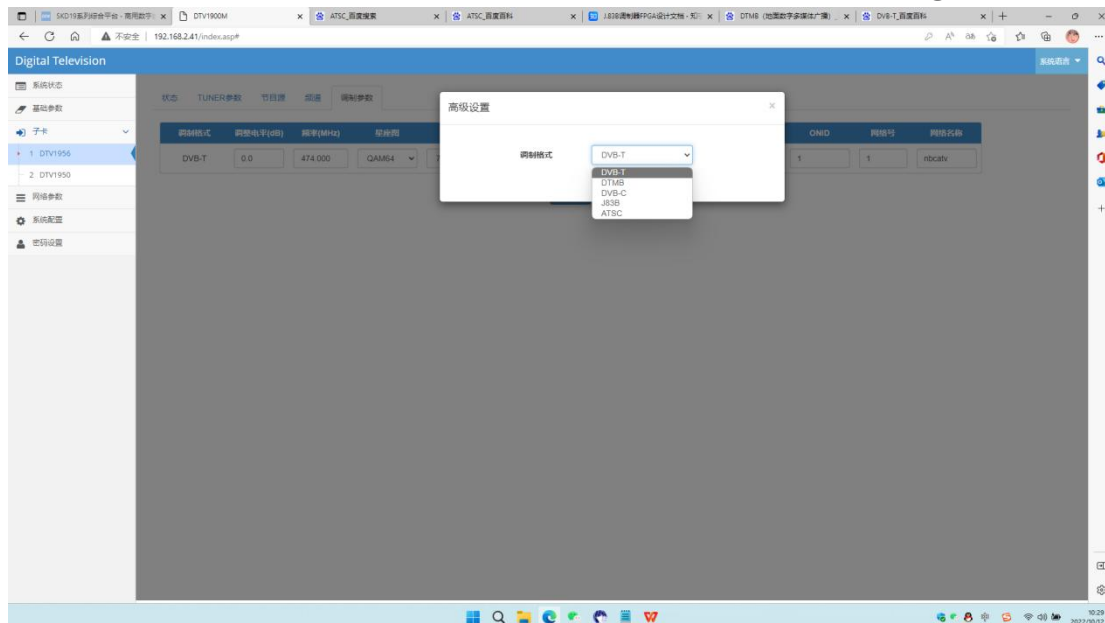 SKD19系列综合平台 - 商用数字
DTV1900M
ATSC_百度搜索
ATSC_百度百科
J.83B调制器FPGA设计文档 - 知
DTMB（地面数字多媒体广播）_
DVB-T_百度百科
不安全 | 192.168.2.41/index.asp#
Digital Television
系统语言
系统状态
基础参数
子卡
1 DTV1956
2 DTV1950
网络参数
系统配置
密码设置
状态 TUNER参数 节目源 频道 调制参数
调制格式 调整电平(dB) 频率(MHz) 星座图 ONID 网络号 网络名称
DVB-T 0.0 474.000 QAM64 7 1 1 nbcatv
高级设置 ×
调制格式 DVB-T
DVB-T
DTMB
DVB-C
J83B
ATSC
中
10:29